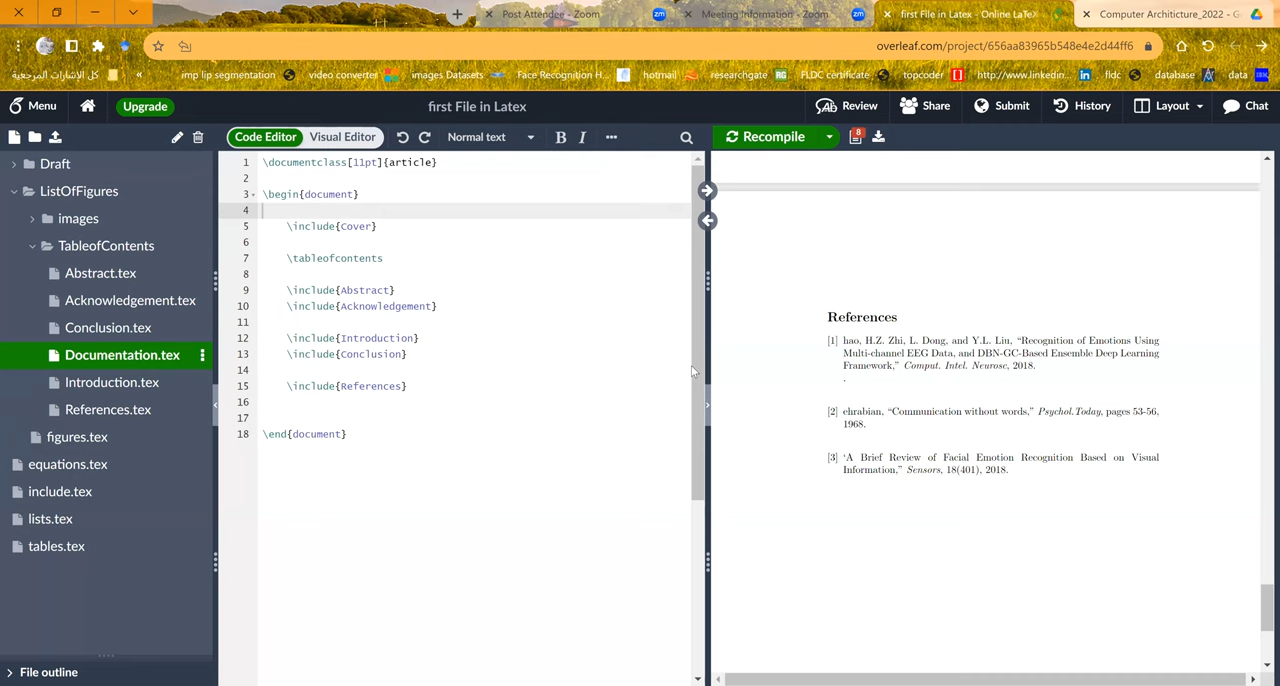 Post Attendee - Zoom
Meeting Information - Zoom
first File in Latex - Online LaTeX
Computer Architicture_2022 - G
overleaf.com/project/656aa83965b548e4e2d44ff6
كل الإشارات المرجعية
»
imp lip segmentation
video converter
images Datasets
Face Recognition H...
hotmail
researchgate
RG
FLDC certificate
topcoder
http://www.linkedin...
fldc
database
data
Menu
Upgrade
first File in Latex
Review
Share
Submit
History
Layout
Chat
Code Editor
Visual Editor
Normal text
B
I
Recompile
8
Draft
ListOfFigures
images
TableofContents
Abstract.tex
Acknowledgement.tex
Conclusion.tex
Documentation.tex
Introduction.tex
References.tex
figures.tex
equations.tex
include.tex
lists.tex
tables.tex
File outline
1 \documentclass[11pt]{article}
2
3 \begin{document}
4
5 \include{Cover}
6
7 \tableofcontents
8
9 \include{Abstract}
10 \include{Acknowledgement}
11
12 \include{Introduction}
13 \include{Conclusion}
14
15 \include{References}
16
17
18 \end{document}
References
[1] hao, H.Z. Zhi, L. Dong, and Y.L. Liu, “Recognition of Emotions Using
Multi-channel EEG Data, and DBN-GC-Based Ensemble Deep Learning
Framework,” Comput. Intel. Neurosc, 2018.
.
[2] ehrabian, “Communication without words,” Psychol.Today, pages 53-56,
1968.
[3] ‘A Brief Review of Facial Emotion Recognition Based on Visual
Information,” Sensors, 18(401), 2018.